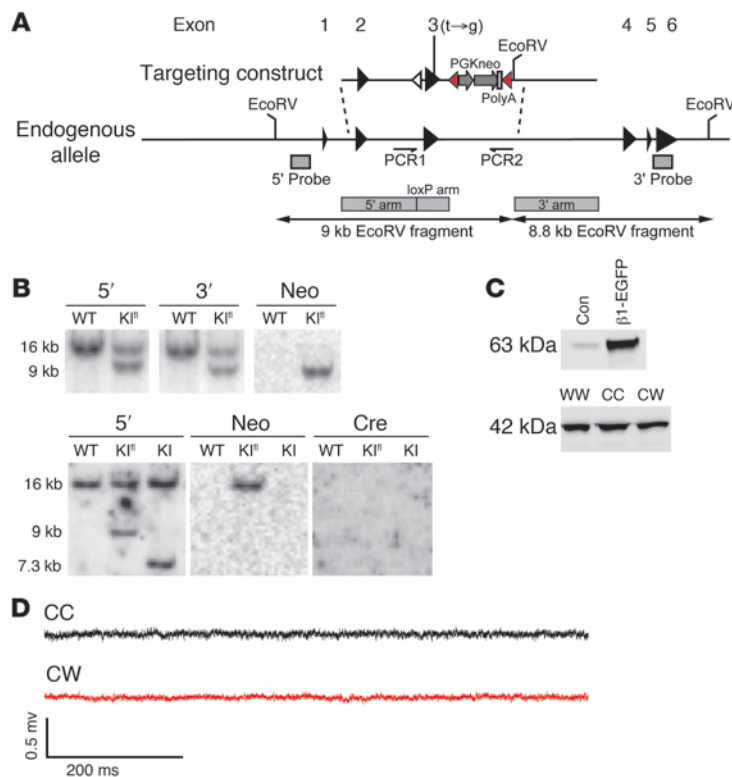 A
Exon 1 2 3 (t→g) 4 5 6
EcoRV
PGKneo
Targeting construct
PolyA
EcoRV EcoRV
Endogenous
allele
PCR1 PCR2
5' Probe 3' Probe
loxP arm
5' arm 3' arm
9 kb EcoRV fragment 8.8 kb EcoRV fragment
B
5′ 3′ Neo
WT KIfl WT KIfl WT KIfl
16 kb
9 kb
5′ Neo Cre
WT KIfl KI WT KIfl KI WT KIfl KI
16 kb
9 kb
7.3 kb
C
Con β1-EGFP
63 kDa
WW CC CW
42 kDa
D
CC
CW
0.5 mv
200 ms